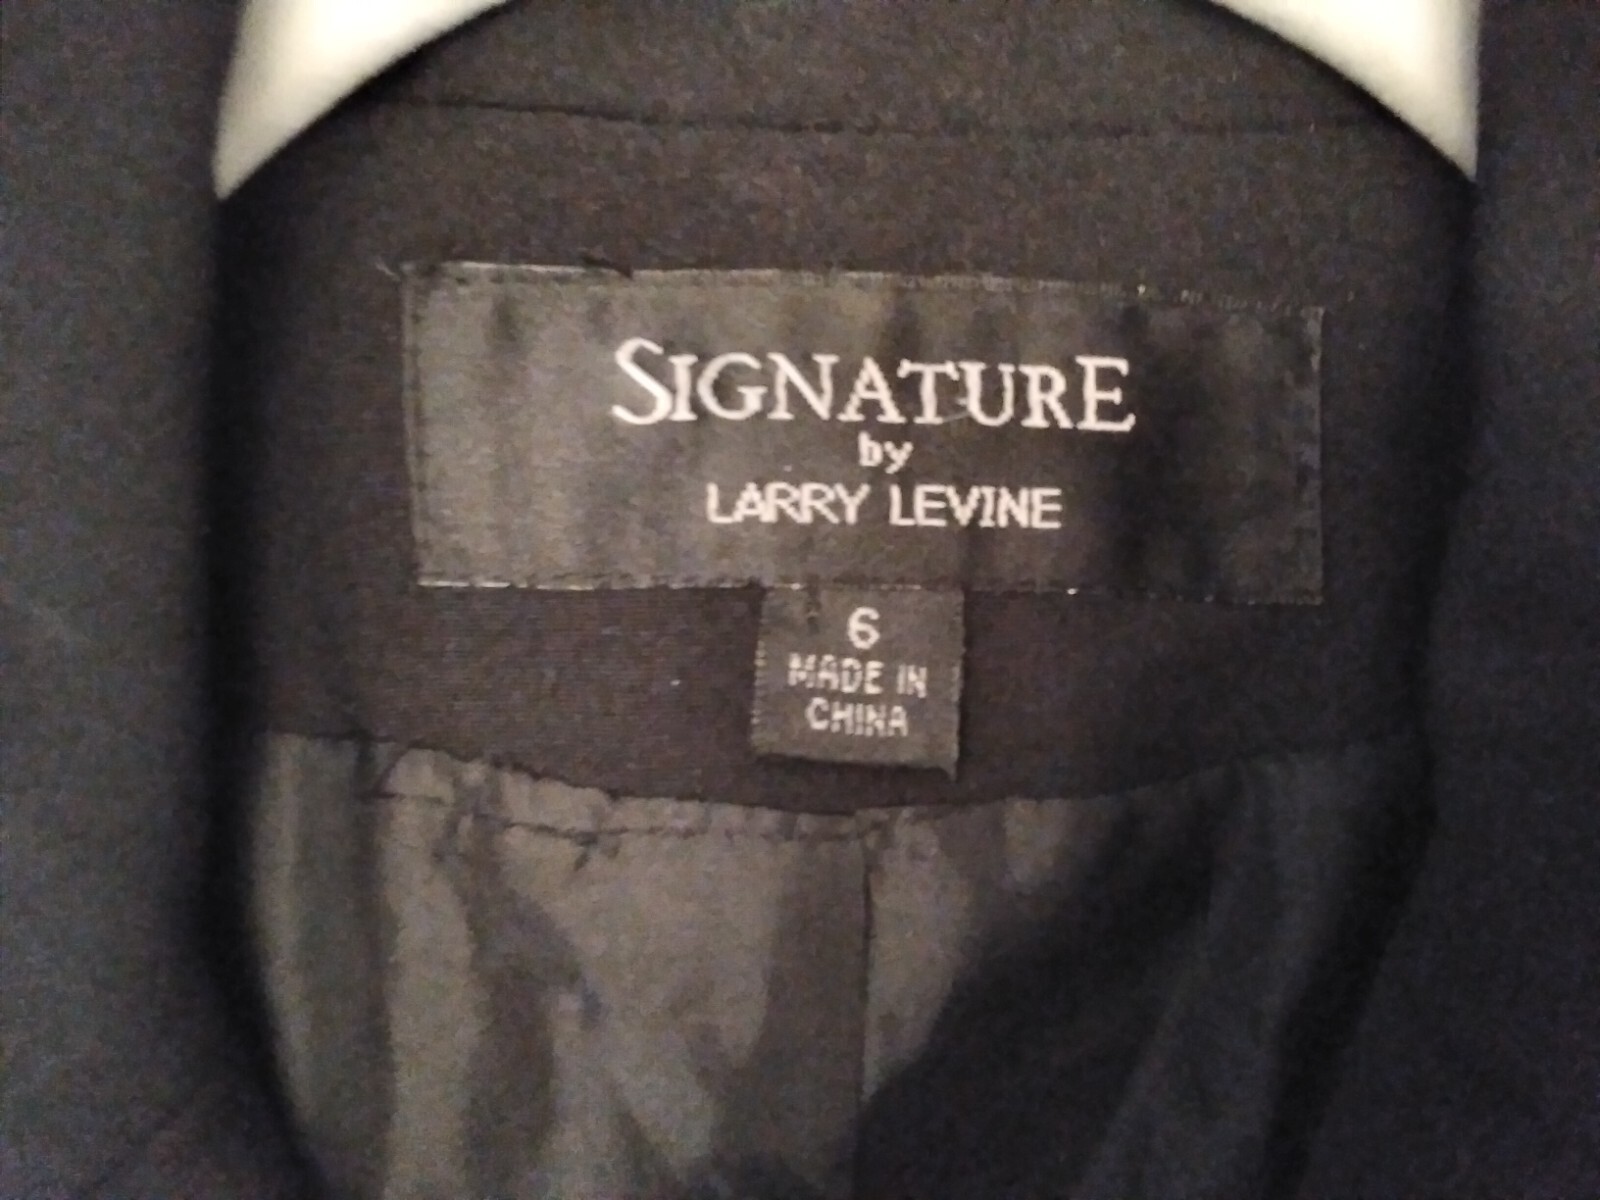 SIGNATURE
by
LARRY LEVINE
6
MADE IN
CHINA